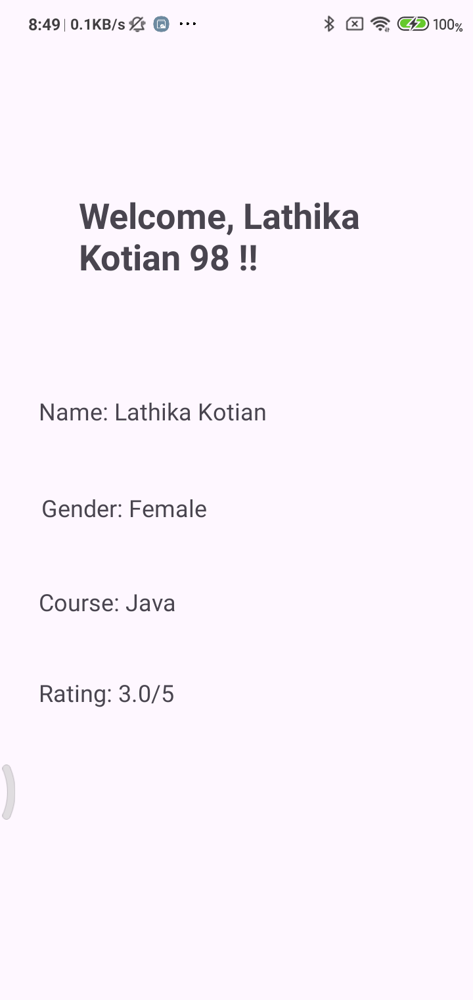 8:49 0.1KB/s ... 100%
Welcome, Lathika
Kotian 98 !!
Name: Lathika Kotian
Gender: Female
Course: Java
Rating: 3.0/5